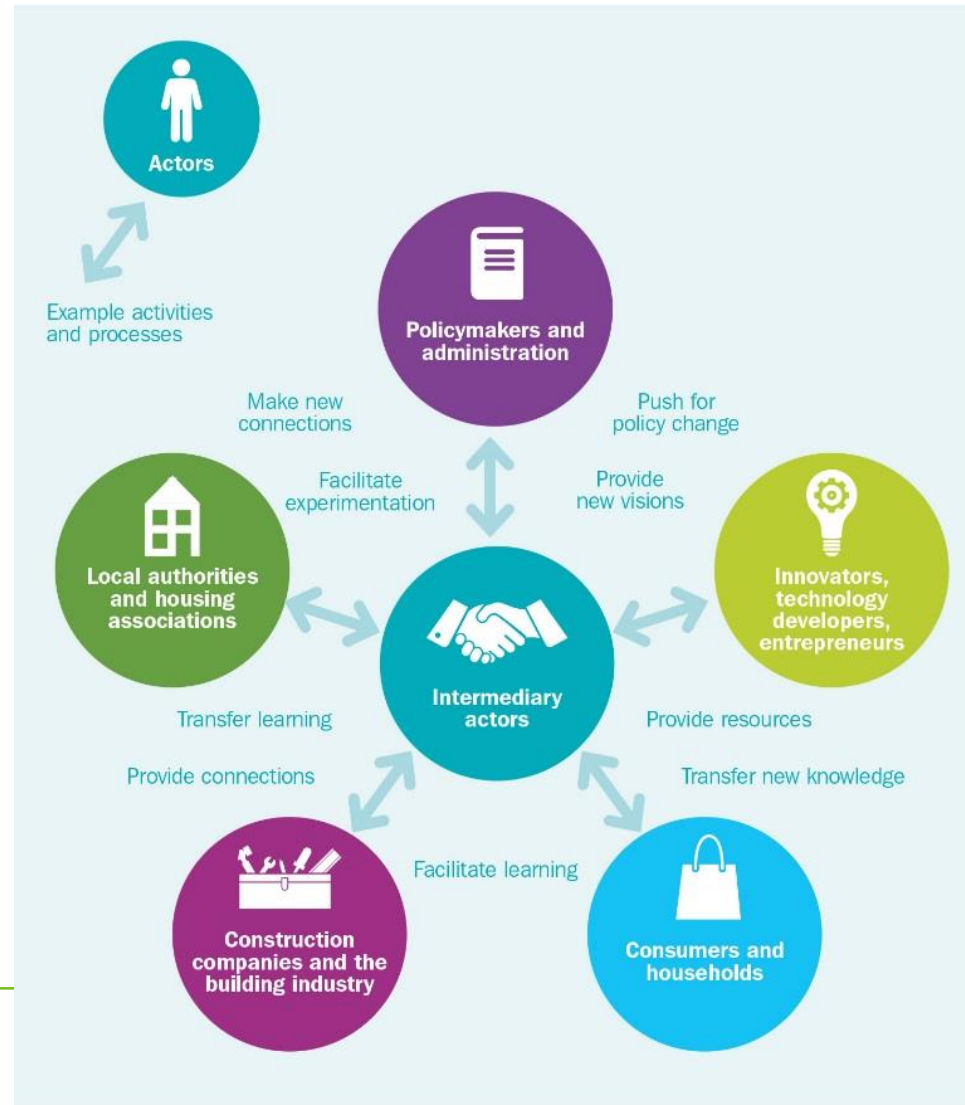 Actors
Example activities
and processes
Policymakers and
administration
Make new
connections
Push for
policy change
Facilitate
experimentation
Provide
new visions
Local authorities
and housing
associations
Innovators,
technology
developers,
entrepreneurs
Intermediary
actors
Transfer learning
Provide resources
Provide connections
Transfer new knowledge
Facilitate learning
Construction
companies and the
building industry
Consumers and
households